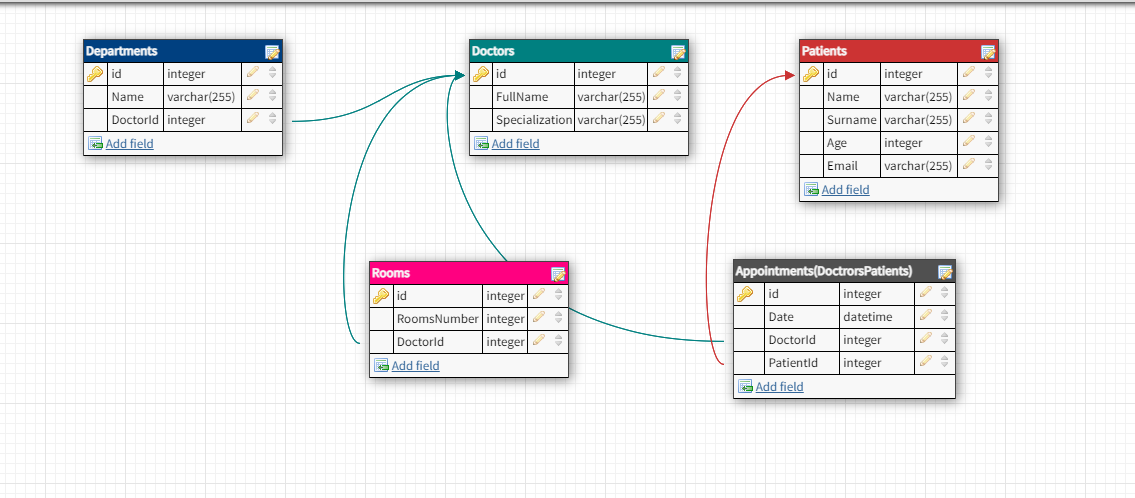 Departments
id integer
Name varchar(255)
DoctorId integer
Add field
Doctors
id integer
FullName varchar(255)
Specialization varchar(255)
Add field
Patients
id integer
Name varchar(255)
Surname varchar(255)
Age integer
Email varchar(255)
Add field
Rooms
id integer
RoomsNumber integer
DoctorId integer
Add field
Appointments(DoctrorsPatients)
id integer
Date datetime
DoctorId integer
PatientId integer
Add field